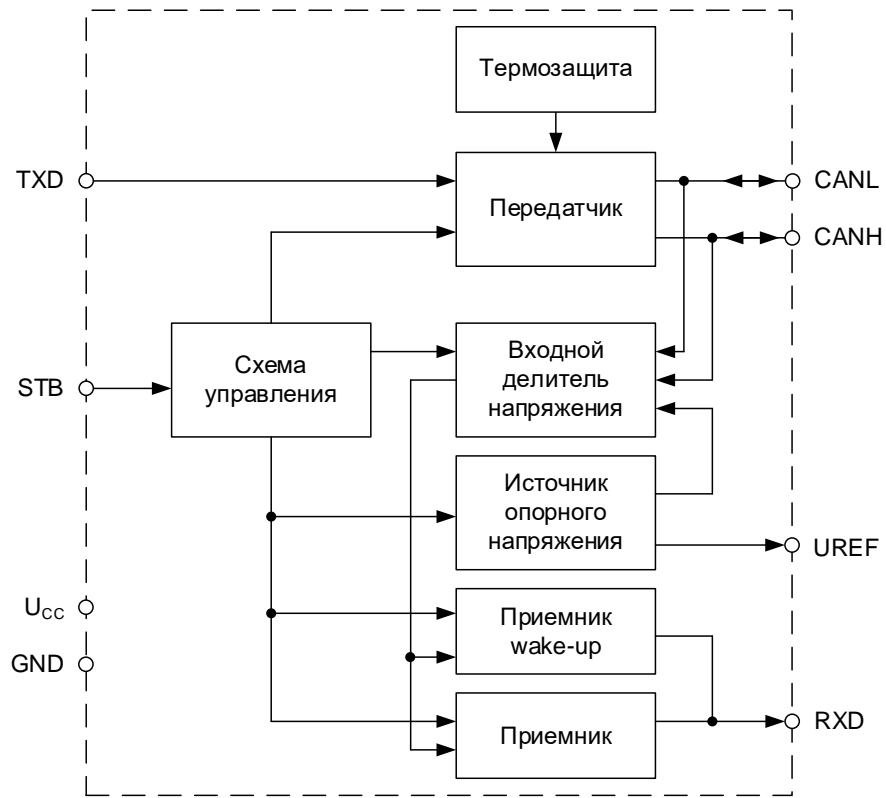 Термозащита
TXD
Передатчик
CANL
CANH
STB
Схема
управления
Входной
делитель
напряжения
Источник
опорного
напряжения
UREF
UCC
GND
Приемник
wake-up
Приемник
RXD